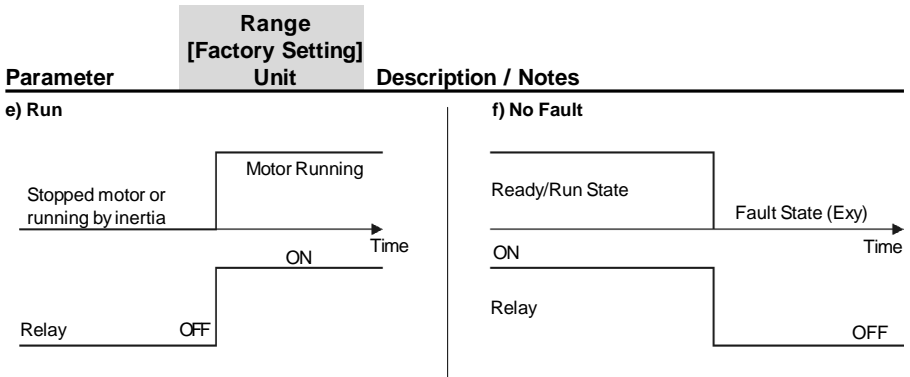 Range
[Factory Setting]
Parameter Unit Description / Notes
e) Run
Motor Running
Stopped motor or
running by inertia
Time
ON
Relay OFF
f) No Fault
Ready/Run State
Fault State (Exy)
Time
ON
Relay
OFF